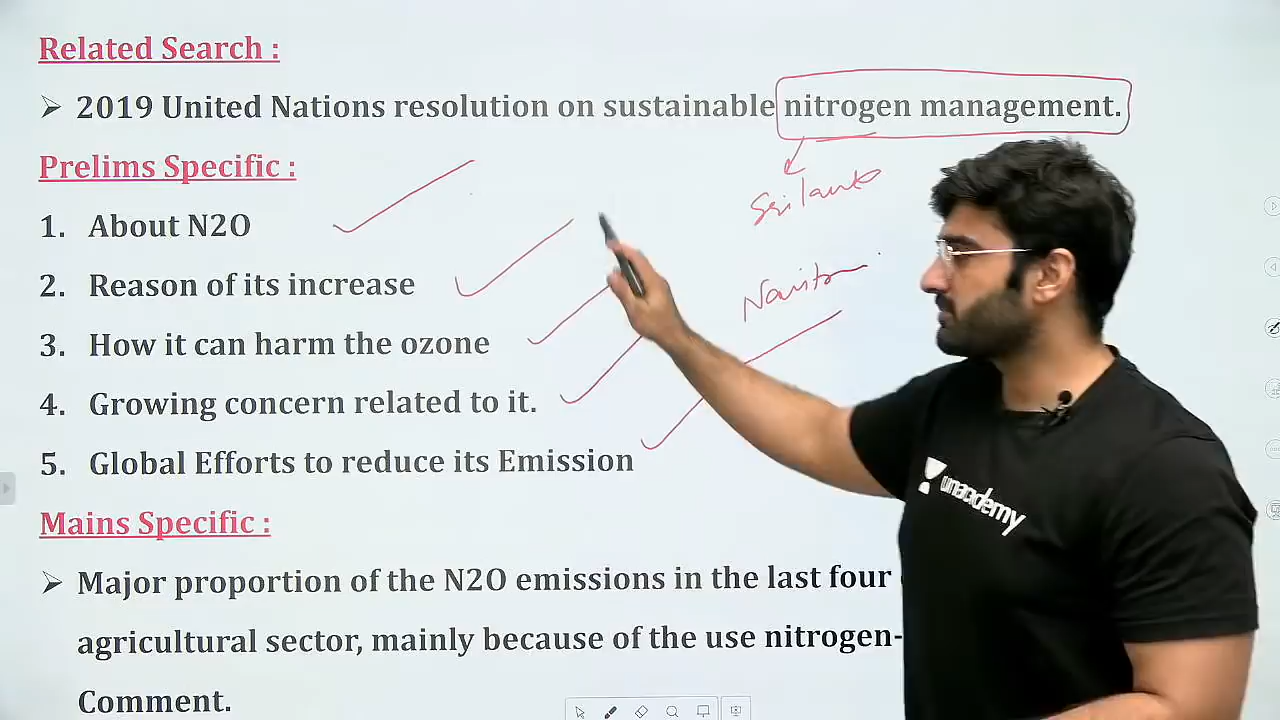 Related Search :
➢ 2019 United Nations resolution on sustainable nitrogen management.
Prelims Specific :
1. About N2O
2. Reason of its increase
3. How it can harm the ozone
4. Growing concern related to it.
5. Global Efforts to reduce its Emission
Mains Specific :
➢ Major proportion of the N2O emissions in the last four
agricultural sector, mainly because of the use nitrogen-
Comment.
unacademy